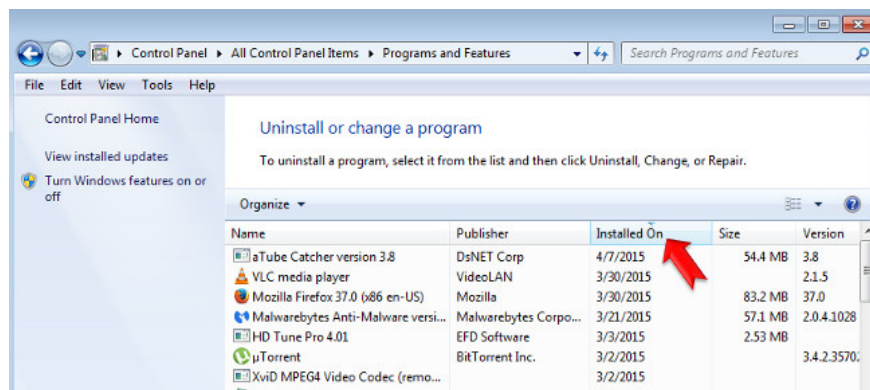 Control Panel ▸ All Control Panel Items ▸ Programs and Features
Search Programs and Features
File Edit View Tools Help
Control Panel Home
View installed updates
Turn Windows features on or
off
Uninstall or change a program
To uninstall a program, select it from the list and then click Uninstall, Change, or Repair.
Organize
Name Publisher Installed On Size Version
aTube Catcher version 3.8 DsNET Corp 4/7/2015 54.4 MB 3.8
VLC media player VideoLAN 3/30/2015 2.1.5
Mozilla Firefox 37.0 (x86 en-US) Mozilla 3/30/2015 83.2 MB 37.0
Malwarebytes Anti-Malware versi... Malwarebytes Corpo... 3/21/2015 57.1 MB 2.0.4.1028
HD Tune Pro 4.01 EFD Software 3/3/2015 2.53 MB
µTorrent BitTorrent Inc. 3/2/2015 3.4.2.3570
XviD MPEG4 Video Codec (remo... 3/2/2015